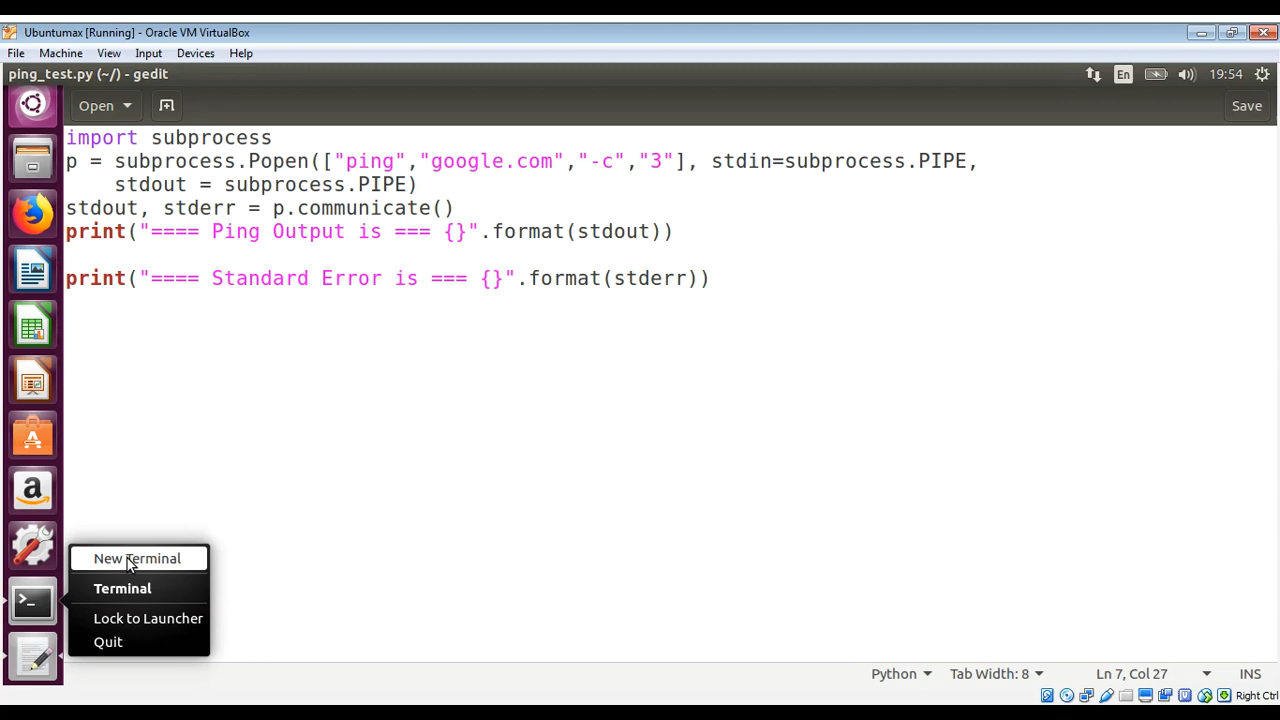 Ubuntumax [Running] - Oracle VM VirtualBox
File Machine View Input Devices Help
ping_test.py (~/) - gedit En 19:54
Open Save
import subprocess
p = subprocess.Popen(["ping","google.com","-c","3"], stdin=subprocess.PIPE,
stdout = subprocess.PIPE)
stdout, stderr = p.communicate()
print("==== Ping Output is === {}".format(stdout))
print("==== Standard Error is === {}".format(stderr))
New Terminal
Terminal
Lock to Launcher
Quit
Python Tab Width: 8 Ln 7, Col 27 INS
Right Ctrl